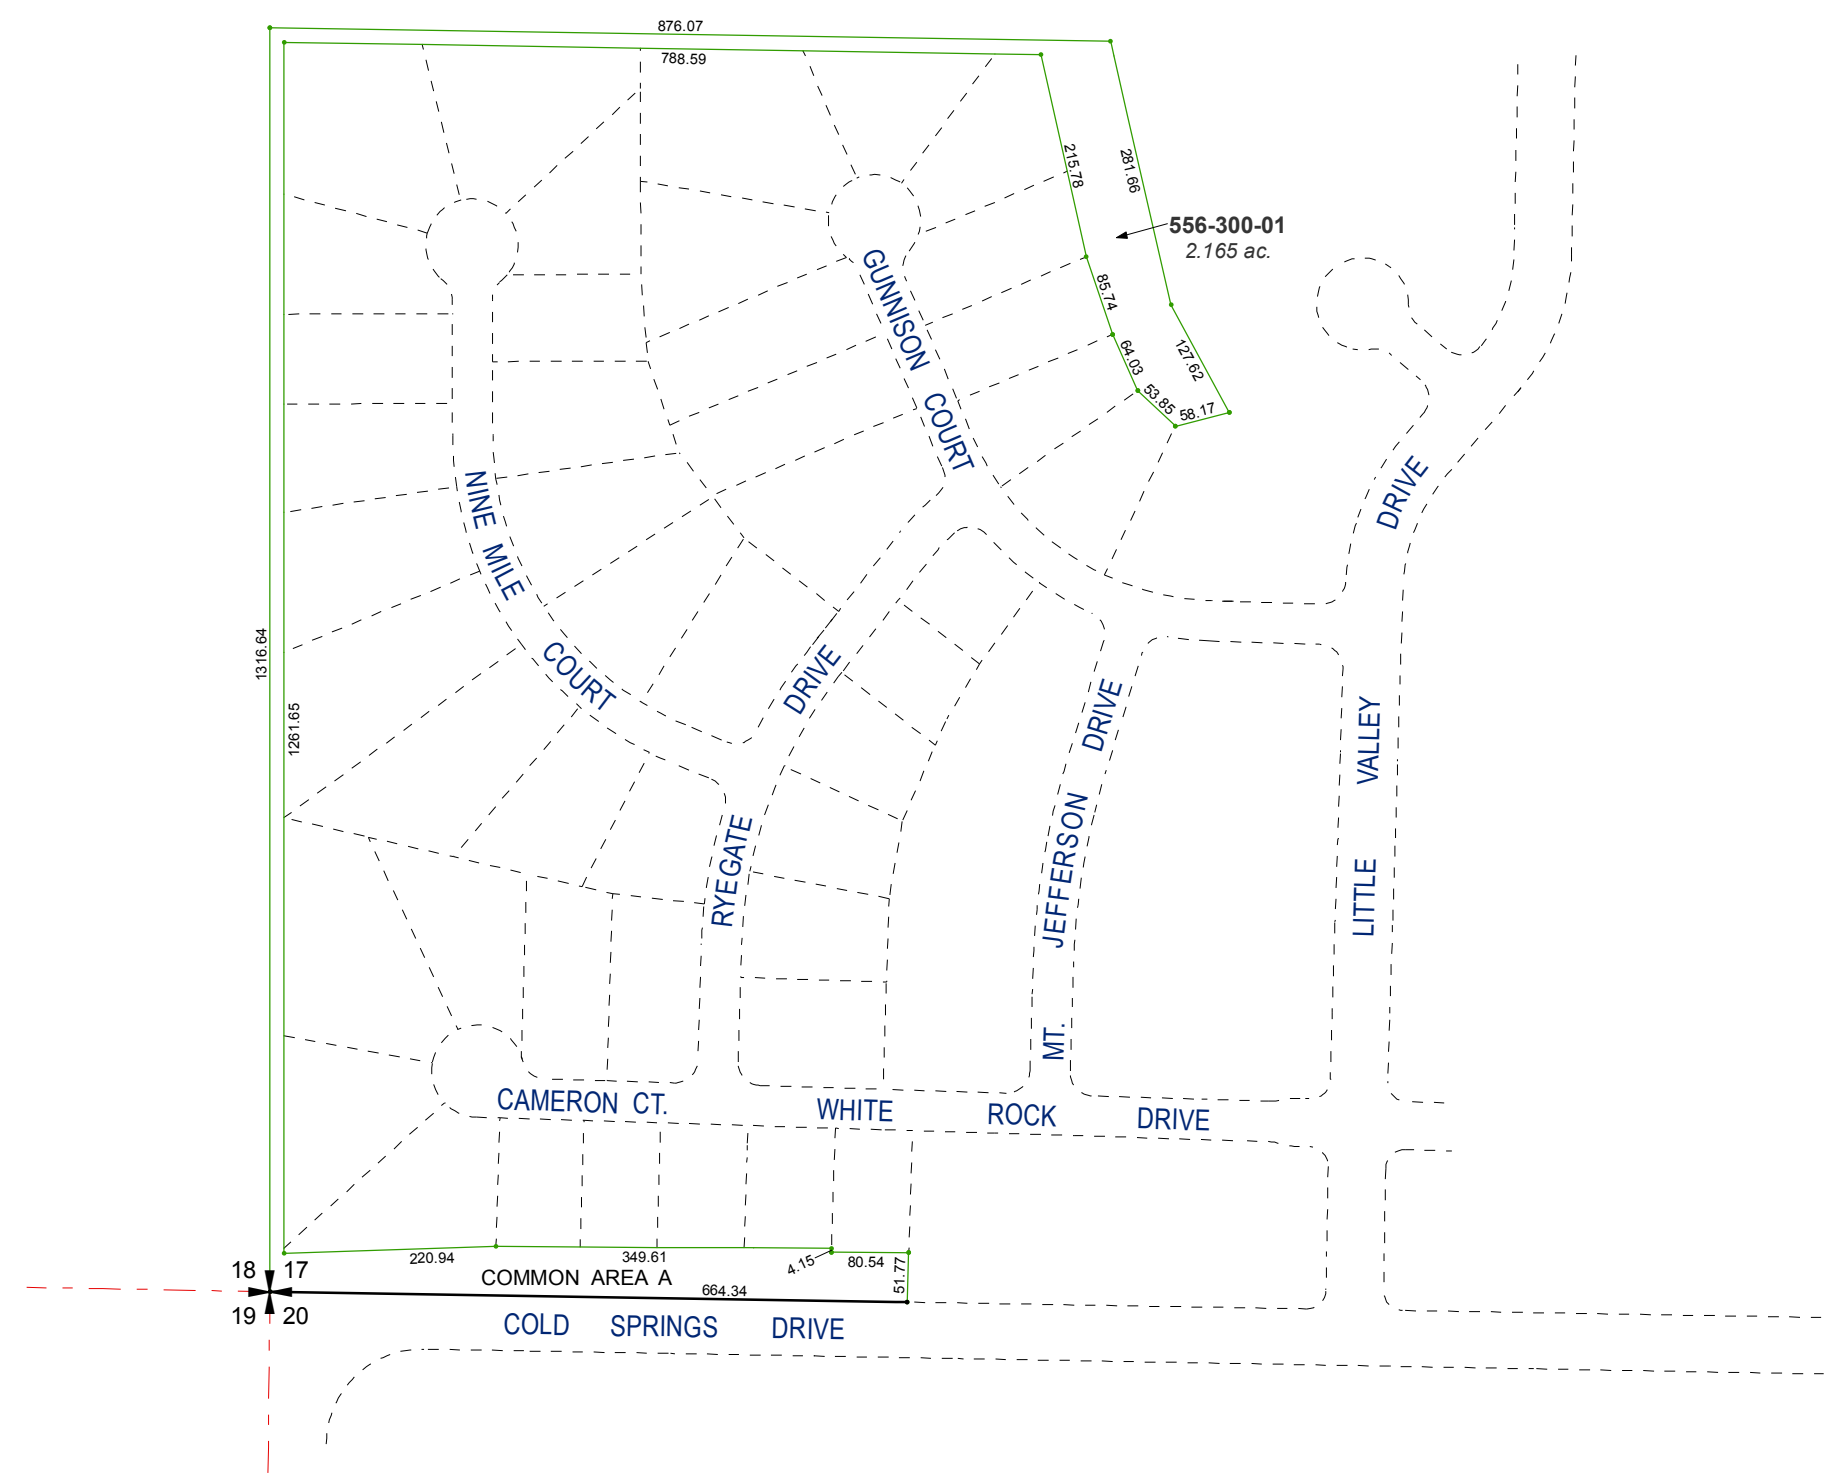 876.07
788.59
215.78
281.66
556-300-01
2.165 ac.
85.74
64.03
127.62
53.85
58.17
GUNNISON COURT
NINE MILE COURT
DRIVE
1316.64
1261.65
DRIVE
RYEGATE
MT. JEFFERSON DRIVE
LITTLE VALLEY
CAMERON CT.
WHITE ROCK DRIVE
220.94
349.61
4.15
80.54
51.77
18 17
COMMON AREA A
664.34
19 20
COLD SPRINGS DRIVE